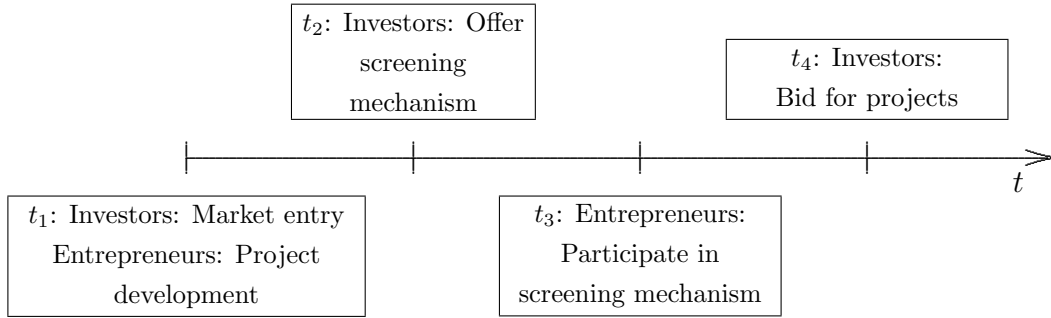 t₂: Investors: Offer
screening
mechanism
t₄: Investors:
Bid for projects
t
t₁: Investors: Market entry
Entrepreneurs: Project
development
t₃: Entrepreneurs:
Participate in
screening mechanism